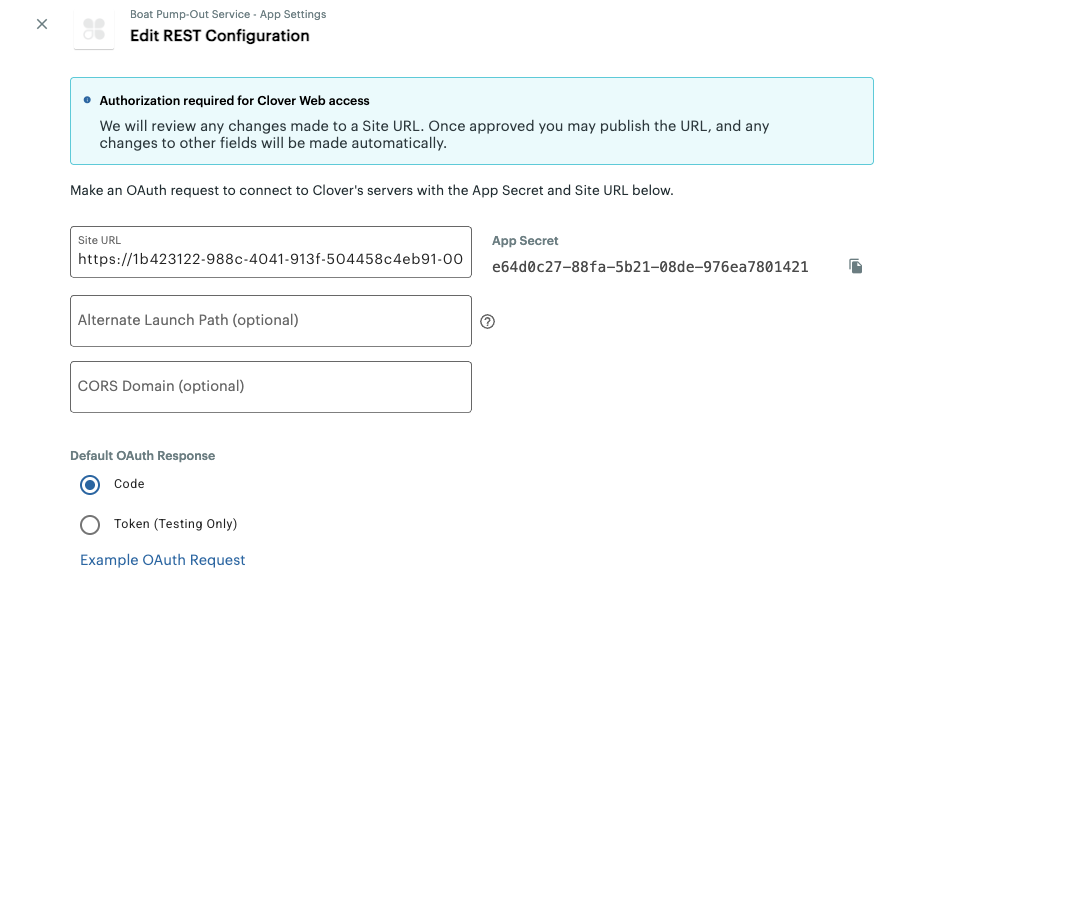 Boat Pump-Out Service - App Settings
Edit REST Configuration
Authorization required for Clover Web access
We will review any changes made to a Site URL. Once approved you may publish the URL, and any
changes to other fields will be made automatically.
Make an OAuth request to connect to Clover's servers with the App Secret and Site URL below.
Site URL
https://1b423122-988c-4041-913f-504458c4eb91-00
App Secret
e64d0c27-88fa-5b21-08de-976ea7801421
Alternate Launch Path (optional)
CORS Domain (optional)
Default OAuth Response
Code
Token (Testing Only)
Example OAuth Request